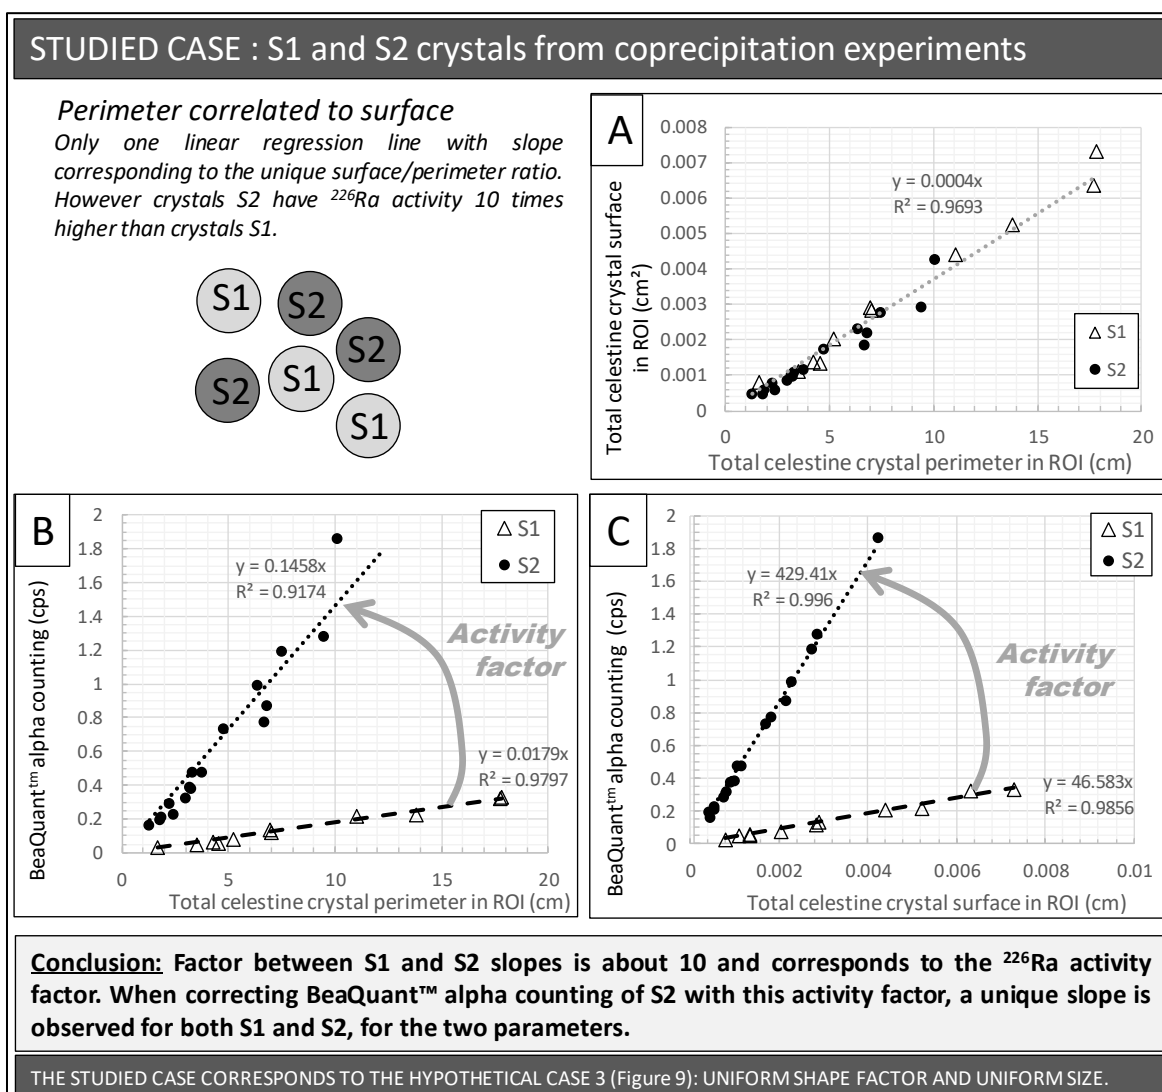 STUDIED CASE : S1 and S2 crystals from coprecipitation experiments
Perimeter correlated to surface
Only one linear regression line with slope
corresponding to the unique surface/perimeter ratio.
However crystals S2 have ²²⁶Ra activity 10 times
higher than crystals S1.
S1
S2
S2
S2
S1
S1
A
Total celestine crystal surface
in ROI (cm²)
0.008
0.007
0.006
0.005
0.004
0.003
0.002
0.001
0
y = 0.0004x
R² = 0.9693
S1
S2
0 5 10 15 20
Total celestine crystal perimeter in ROI (cm)
B
BeaQuantᵗᵐ alpha counting (cps)
2
1.8
1.6
1.4
1.2
1
0.8
0.6
0.4
0.2
0
S1
S2
y = 0.1458x
R² = 0.9174
Activity
factor
y = 0.0179x
R² = 0.9797
0 5 10 15 20
Total celestine crystal perimeter in ROI (cm)
C
BeaQuantᵗᵐ alpha counting (cps)
2
1.8
1.6
1.4
1.2
1
0.8
0.6
0.4
0.2
0
S1
S2
y = 429.41x
R² = 0.996
Activity
factor
y = 46.583x
R² = 0.9856
0 0.002 0.004 0.006 0.008 0.01
Total celestine crystal surface in ROI (cm)
Conclusion: Factor between S1 and S2 slopes is about 10 and corresponds to the ²²⁶Ra activity
factor. When correcting BeaQuant™ alpha counting of S2 with this activity factor, a unique slope is
observed for both S1 and S2, for the two parameters.
THE STUDIED CASE CORRESPONDS TO THE HYPOTHETICAL CASE 3 (Figure 9): UNIFORM SHAPE FACTOR AND UNIFORM SIZE.